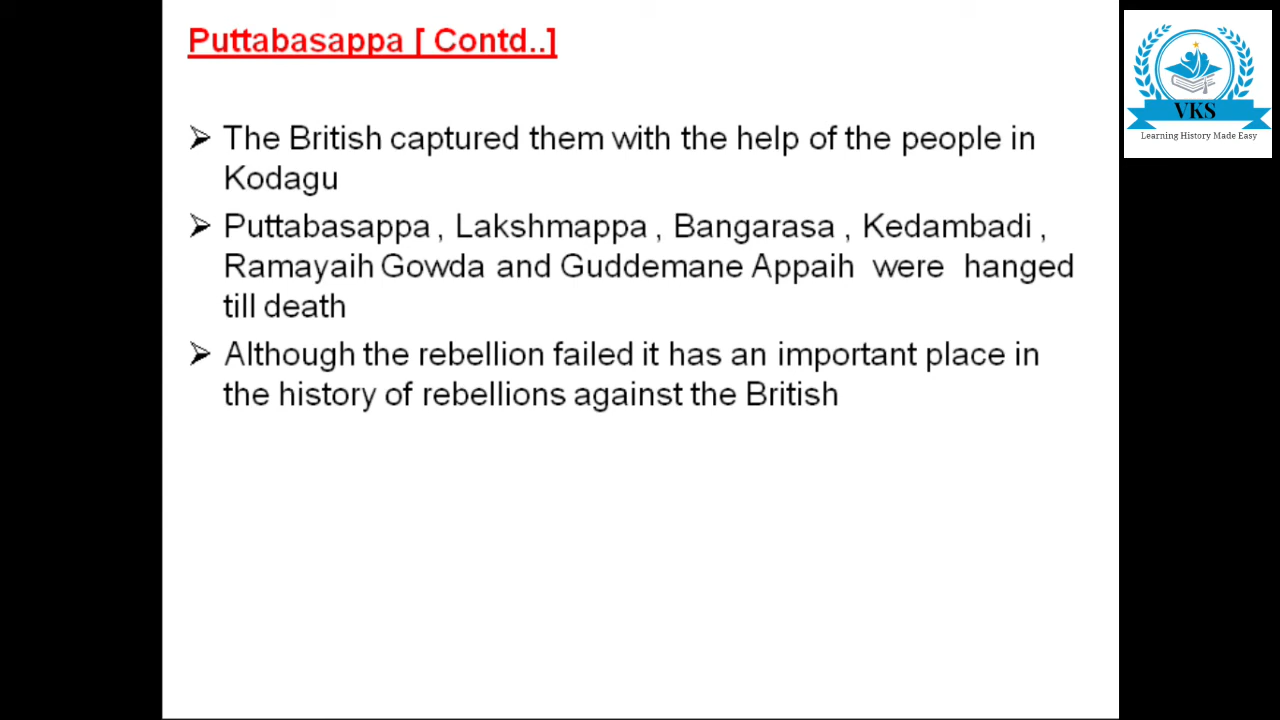 Puttabasappa [ Contd..]
VKS
Learning History Made Easy
➢ The British captured them with the help of the people in
Kodagu
➢ Puttabasappa , Lakshmappa , Bangarasa , Kedambadi ,
Ramayaih Gowda and Guddemane Appaih were hanged
till death
➢ Although the rebellion failed it has an important place in
the history of rebellions against the British